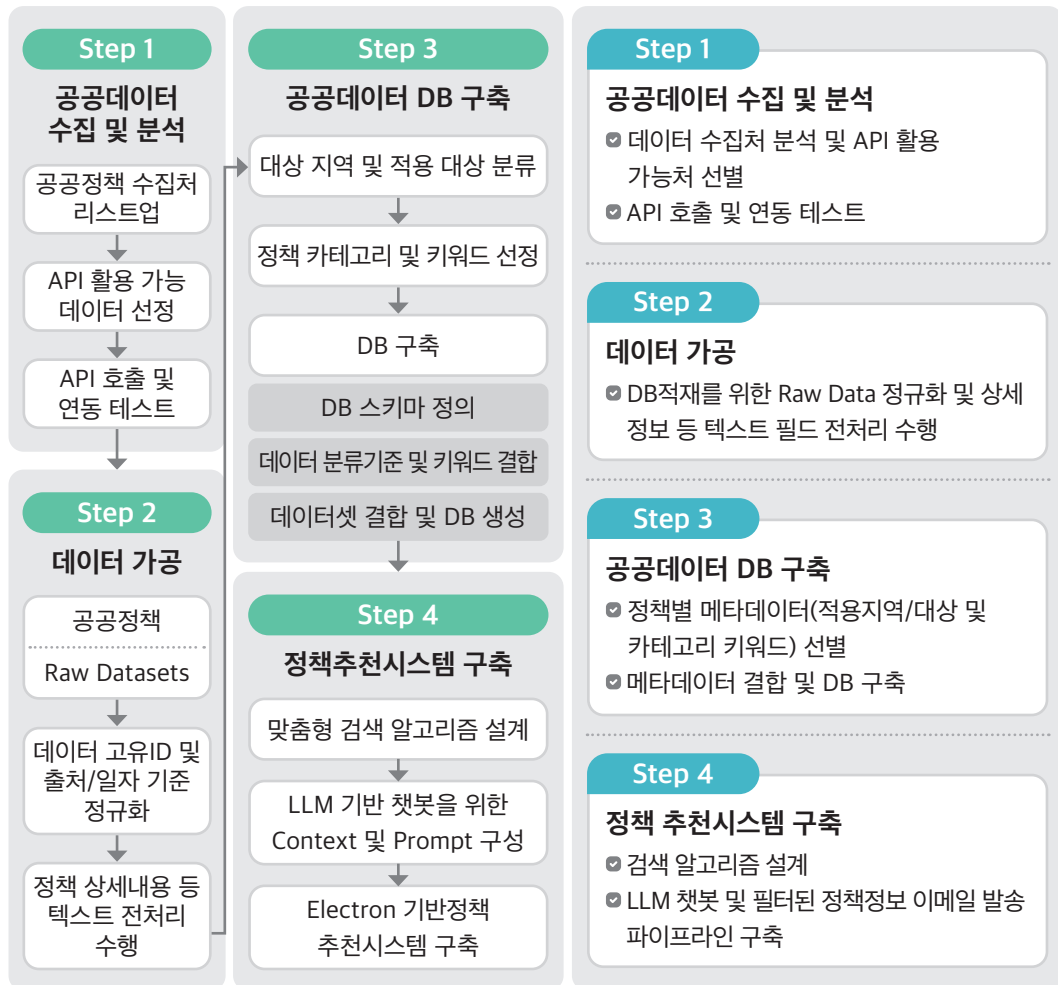 Step 1
공공데이터
수집 및 분석
공공정책 수집처
리스트업
API 활용 가능
데이터 선정
API 호출 및
연동 테스트
Step 2
데이터 가공
공공정책
Raw Datasets
데이터 고유ID 및
출처/일자 기준
정규화
정책 상세내용 등
텍스트 전처리
수행
Step 3
공공데이터 DB 구축
대상 지역 및 적용 대상 분류
정책 카테고리 및 키워드 선정
DB 구축
DB 스키마 정의
데이터 분류기준 및 키워드 결합
데이터셋 결합 및 DB 생성
Step 4
정책추천시스템 구축
맞춤형 검색 알고리즘 설계
LLM 기반 챗봇을 위한
Context 및 Prompt 구성
Electron 기반정책
추천시스템 구축
Step 1
공공데이터 수집 및 분석
데이터 수집처 분석 및 API 활용
가능처 선별
API 호출 및 연동 테스트
Step 2
데이터 가공
DB적재를 위한 Raw Data 정규화 및 상세
정보 등 텍스트 필드 전처리 수행
Step 3
공공데이터 DB 구축
정책별 메타데이터(적용지역/대상 및
카테고리 키워드) 선별
메타데이터 결합 및 DB 구축
Step 4
정책 추천시스템 구축
검색 알고리즘 설계
LLM 챗봇 및 필터된 정책정보 이메일 발송
파이프라인 구축